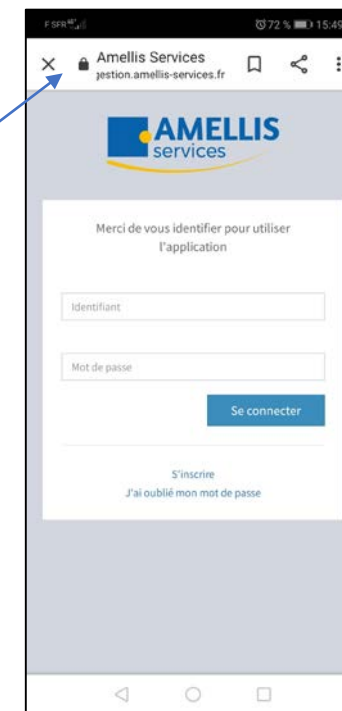 F SFR 4G
72 % 15:49
Amellis Services
gestion.amellis-services.fr
AMELLIS
services
Merci de vous identifier pour utiliser
l'application
Identifiant
Mot de passe
Se connecter
S'inscrire
J'ai oublié mon mot de passe